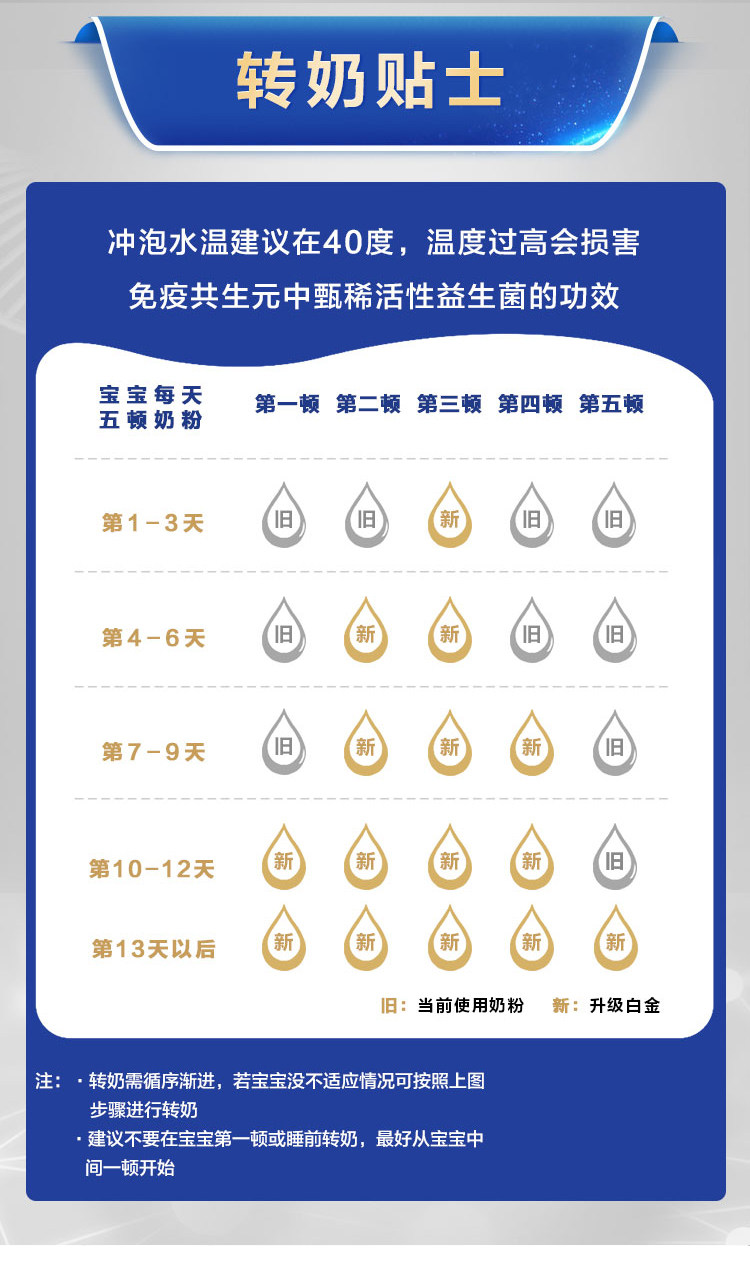 转奶贴士
冲泡水温建议在40度，温度过高会损害
免疫共生元中甄稀活性益生菌的功效
宝宝每天
五顿奶粉
第一顿 第二顿 第三顿 第四顿 第五顿
第1-3天 旧 旧 新 旧 旧
第4-6天 旧 新 新 旧 旧
第7-9天 旧 新 新 新 旧
第10-12天 新 新 新 新 旧
第13天以后 新 新 新 新 新
旧：当前使用奶粉 新：升级白金
注：·转奶需循序渐进，若宝宝没不适应情况可按照上图
步骤进行转奶
·建议不要在宝宝第一顿或睡前转奶，最好从宝宝中
间一顿开始